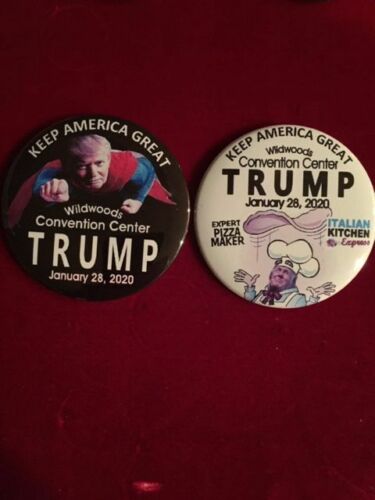 KEEP AMERICA GREAT
Wildwoods
Convention Center
TRUMP
January 28, 2020
KEEP AMERICA GREAT
Wildwoods
Convention Center
TRUMP
January 28, 2020
EXPERT
PIZZA
MAKER
ITALIAN
KITCHEN
Express